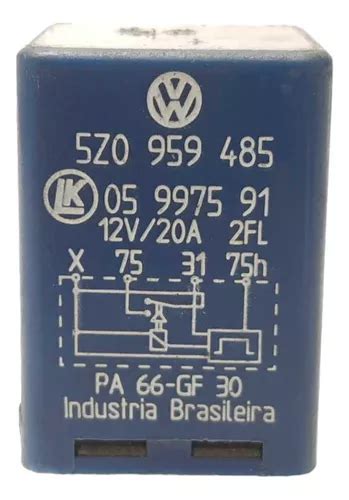 VW
5Z0 959 485
LK 05 9975 91
12V/20A 2FL
X 75 31 75h
PA 66-GF 30
Industria Brasileira